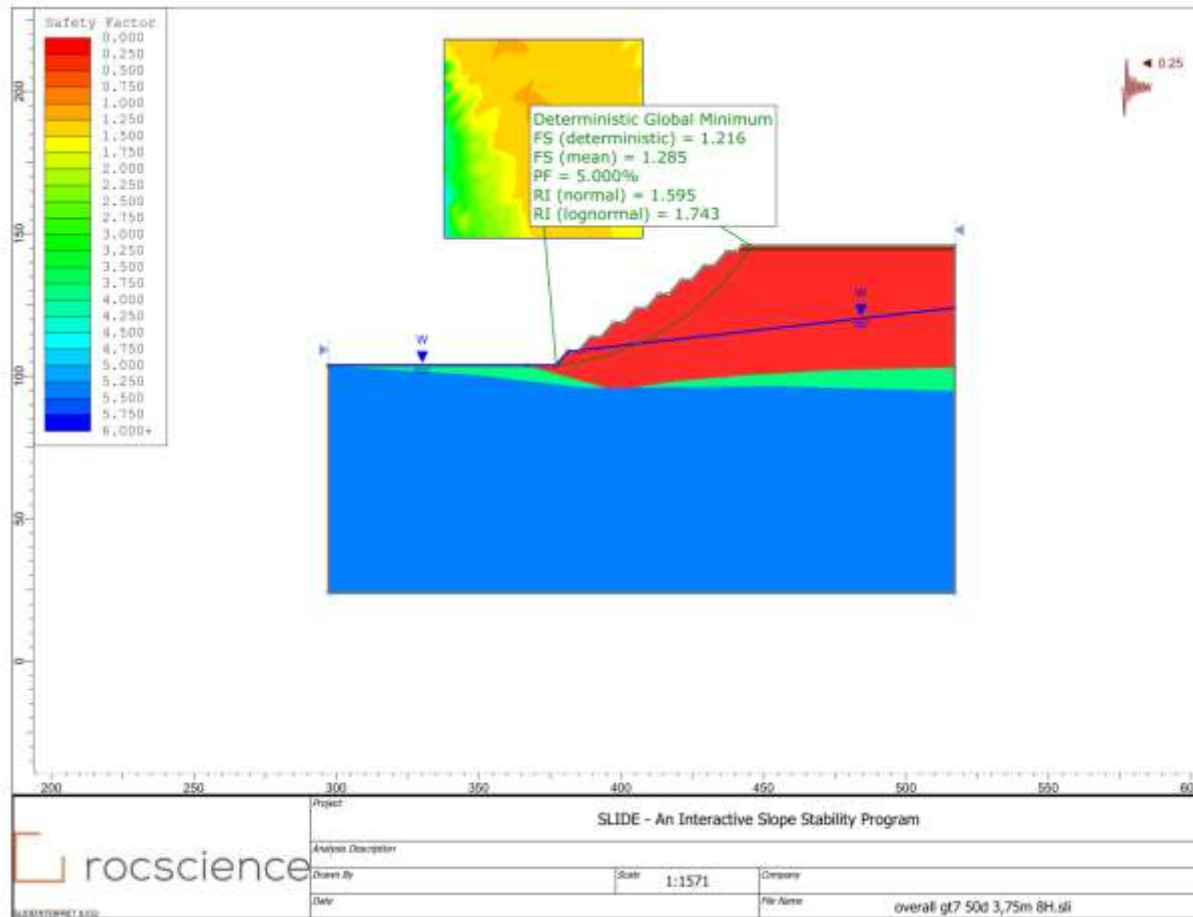 Safety Factor
0.000
0.250
0.500
0.750
1.000
1.250
1.500
1.750
2.000
2.250
2.500
2.750
3.000
3.250
3.500
3.750
4.000
4.250
4.500
4.750
5.000
5.250
5.500
5.750
6.000+
0.25
Deterministic Global Minimum
FS (deterministic) = 1.216
FS (mean) = 1.285
PF = 5.000%
RI (normal) = 1.595
RI (lognormal) = 1.743
W
W
200
150
100
50
0
200 250 300 350 400 450 500 550
Project
SLIDE - An Interactive Slope Stability Program
Analysis Description
Drawn By
Scale 1:1571
Company
Date
File Name overall gt7 50d 3,75m 8H.sli
rocscience